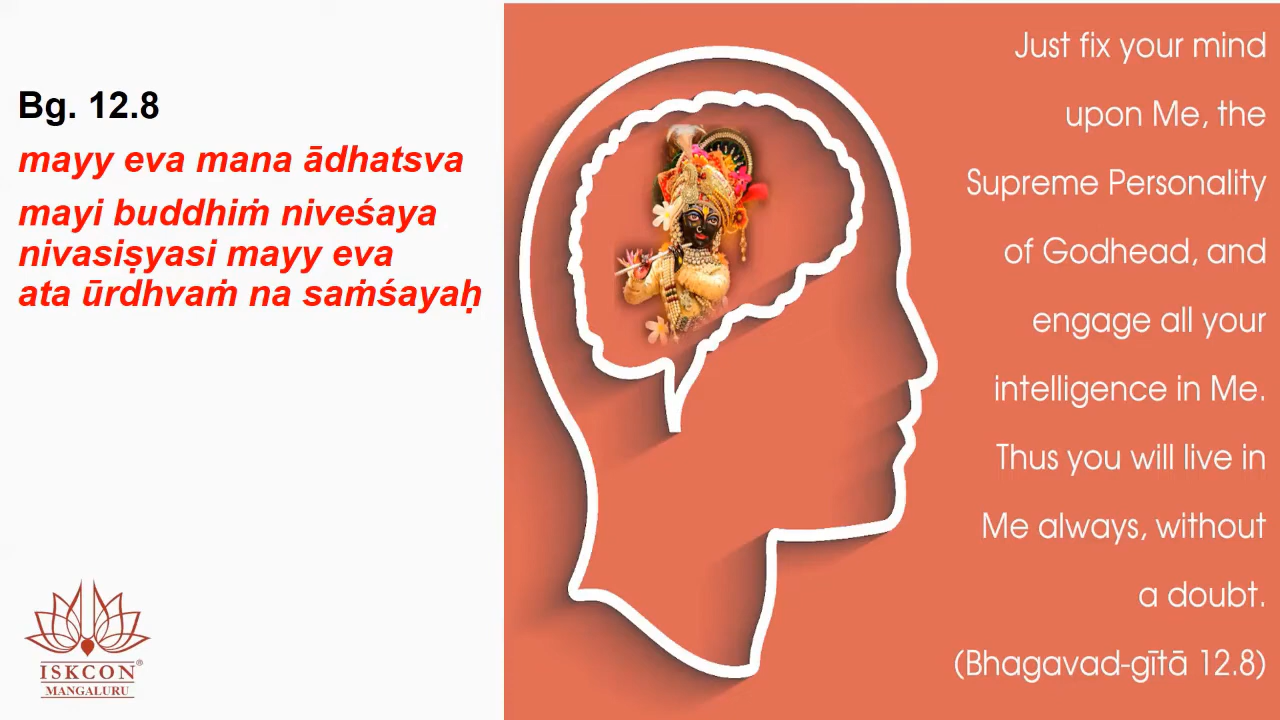 Bg. 12.8
mayy eva mana ādhatsva
mayi buddhiṁ niveśaya
nivasiṣyasi mayy eva
ata ūrdhvaṁ na saṁśayaḥ
ISKCON®
MANGALURU
Just fix your mind
upon Me, the
Supreme Personality
of Godhead, and
engage all your
intelligence in Me.
Thus you will live in
Me always, without
a doubt.
(Bhagavad-gītā 12.8)